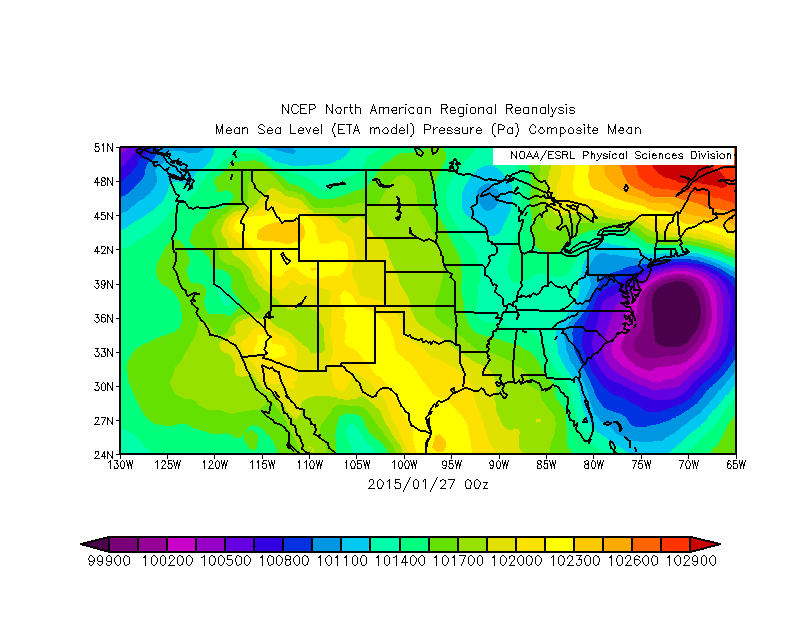 NCEP North American Regional Reanalysis
Mean Sea Level (ETA model) Pressure (Pa) Composite Mean
NOAA/ESRL Physical Sciences Division
51N
48N
45N
42N
39N
36N
33N
30N
27N
24N
130W 125W 120W 115W 110W 105W 100W 95W 90W 85W 80W 75W 70W 65W
2015/01/27 00z
99900 100200 100500 100800 101100 101400 101700 102000 102300 102600 102900